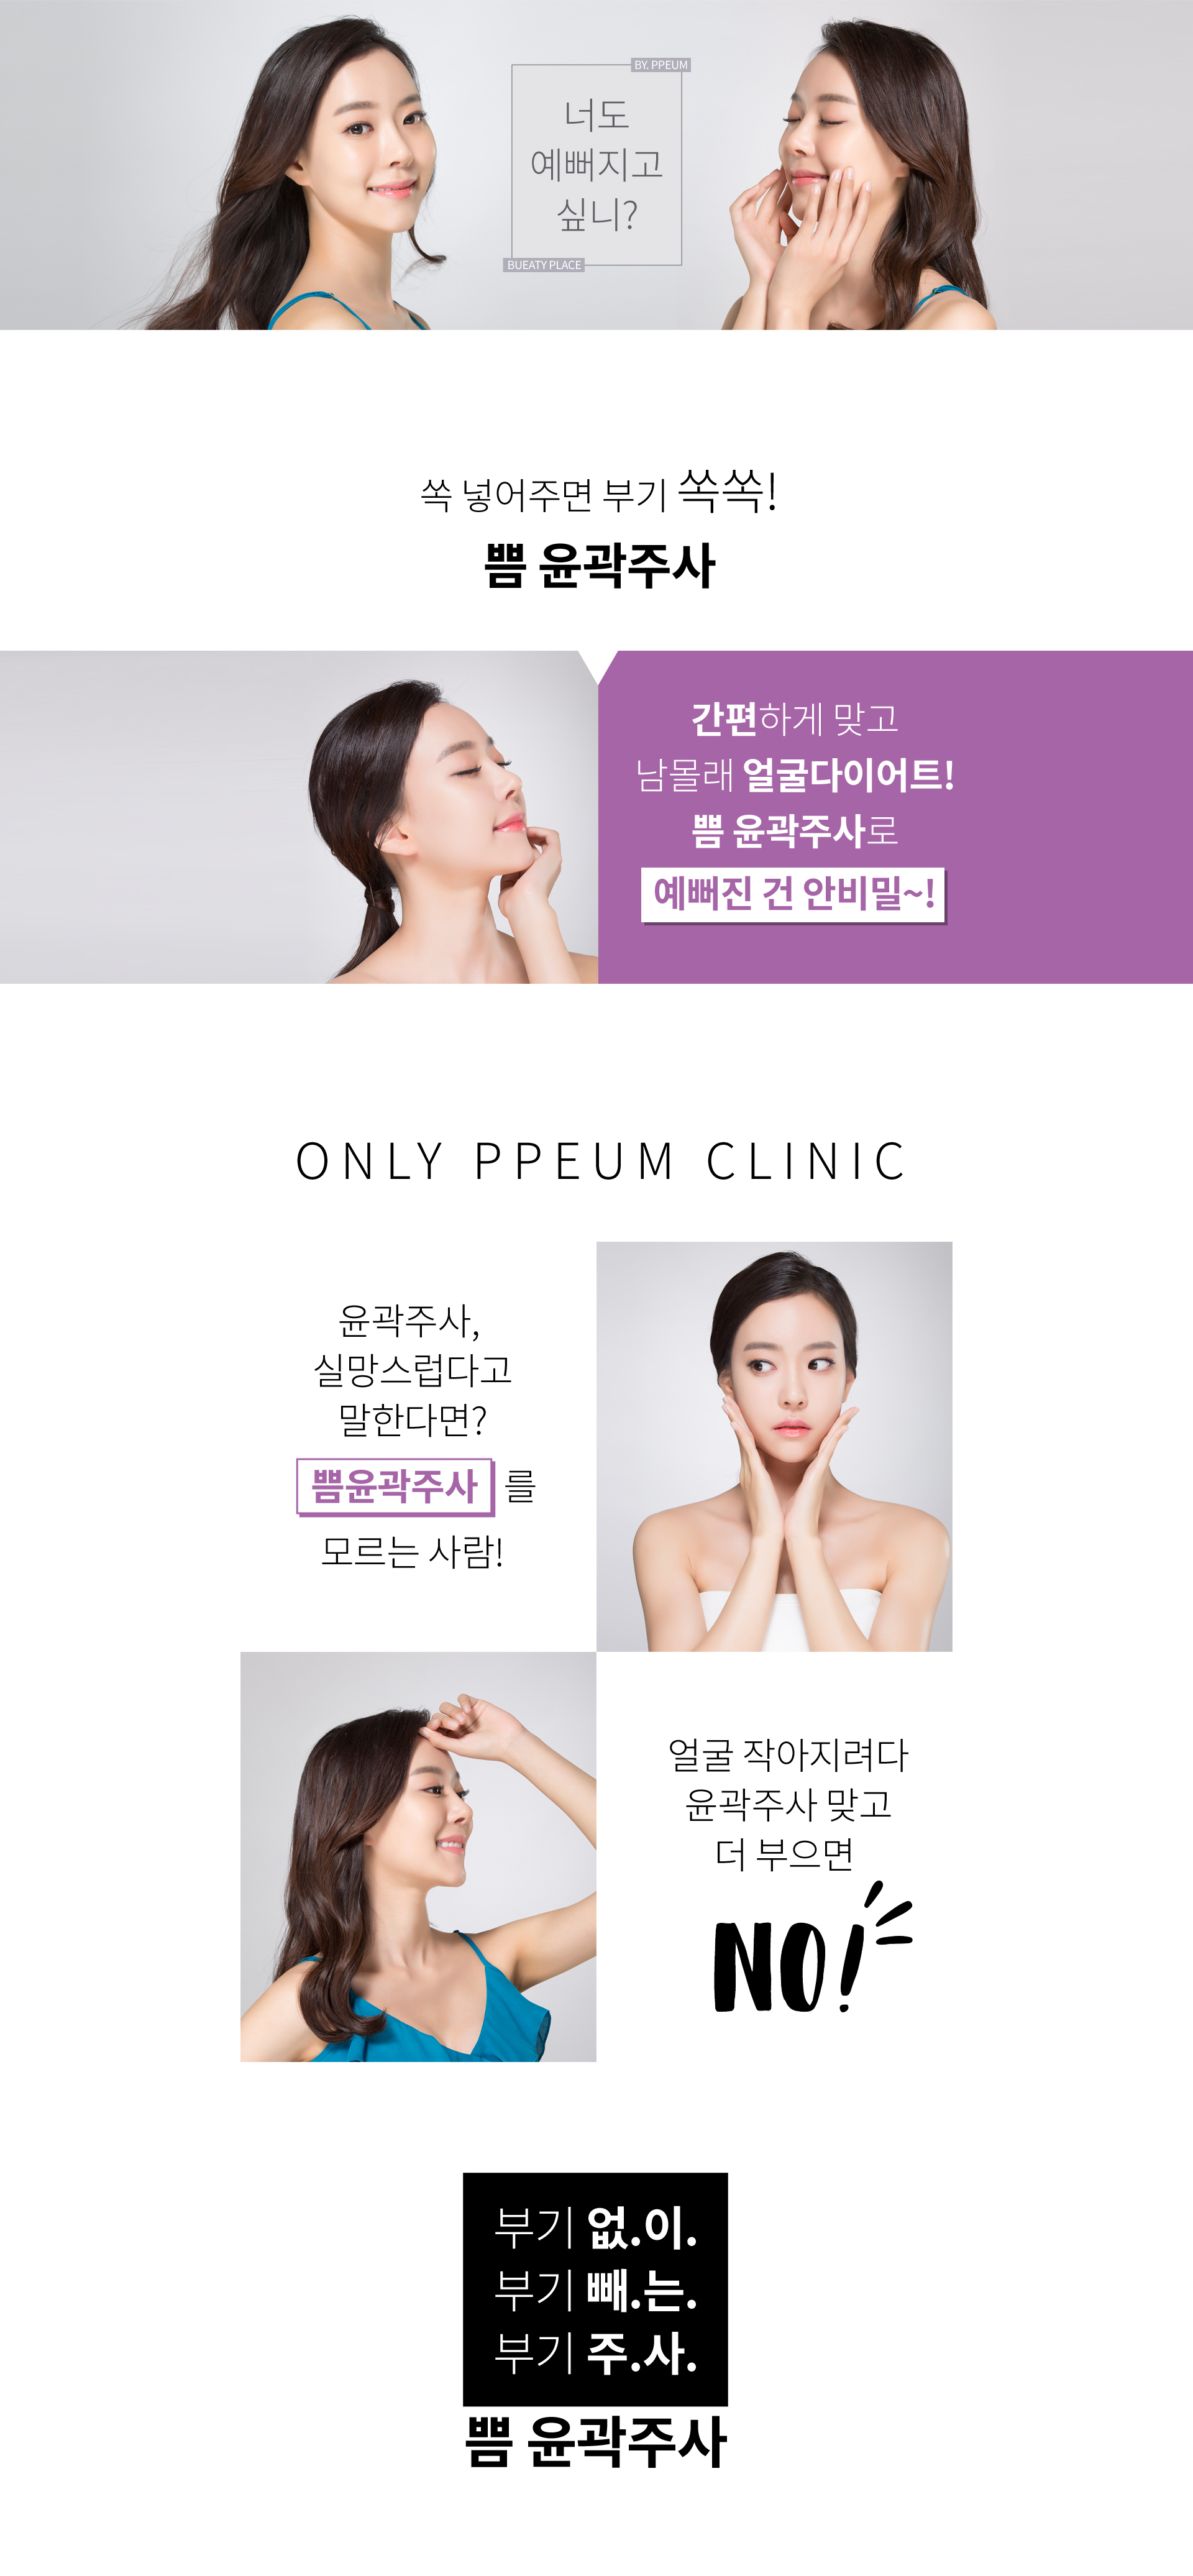 BY. PPEUM
너도
예뻐지고
싶니?
BUEATY PLACE
쏙 넣어주면 부기 쏙쏙!
쁨 윤곽주사
간편하게 맞고
남몰래 얼굴다이어트!
쁨 윤곽주사로
예뻐진 건 안비밀~!
ONLY PPEUM CLINIC
윤곽주사,
실망스럽다고
말한다면?
쁨윤곽주사 를
모르는 사람!
얼굴 작아지려다
윤곽주사 맞고
더 부으면
NO!
부기 없.이.
부기 빼.는.
부기 주.사.
쁨 윤곽주사